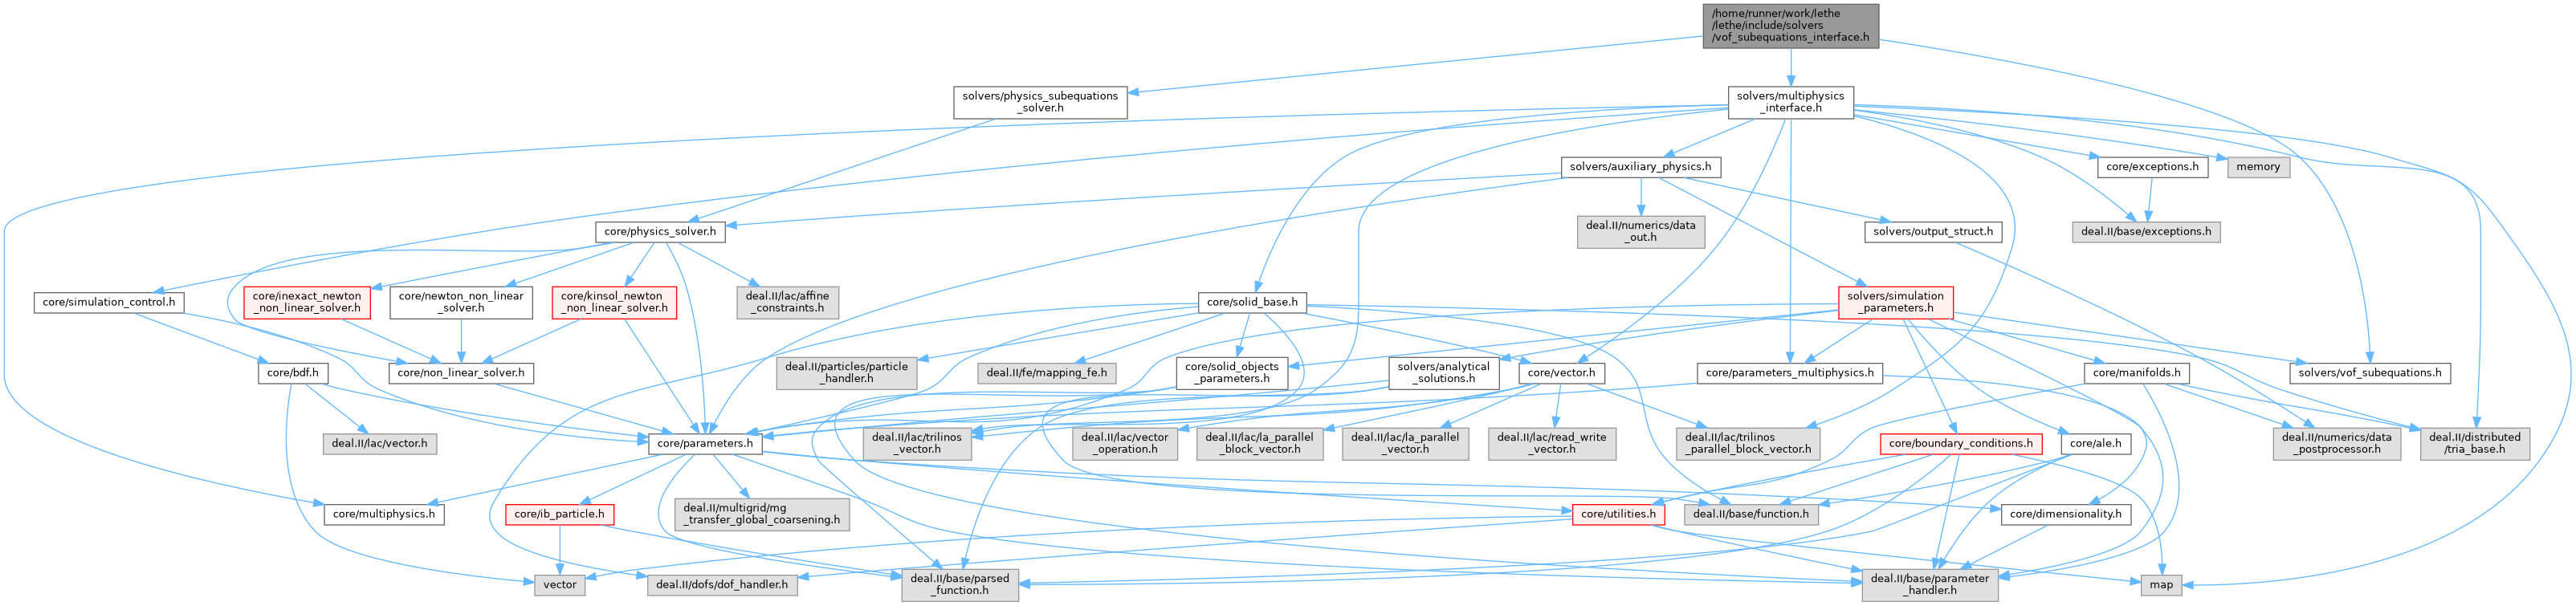 /home/runner/work/lethe
/lethe/include/solvers
/vof_subequations_interface.h
solvers/physics_subequations
_solver.h
solvers/multiphysics
_interface.h
solvers/auxiliary_physics.h
core/exceptions.h
memory
core/physics_solver.h
deal.II/numerics/data
_out.h
solvers/output_struct.h
deal.II/base/exceptions.h
core/simulation_control.h
core/inexact_newton
_non_linear_solver.h
core/newton_non_linear
_solver.h
core/kinsol_newton
_non_linear_solver.h
deal.II/lac/affine
_constraints.h
core/solid_base.h
solvers/simulation
_parameters.h
core/bdf.h
core/non_linear_solver.h
deal.II/particles/particle
_handler.h
deal.II/fe/mapping_fe.h
core/solid_objects
_parameters.h
solvers/analytical
_solutions.h
core/vector.h
core/parameters_multiphysics.h
core/manifolds.h
solvers/vof_subequations.h
deal.II/lac/vector.h
core/parameters.h
deal.II/lac/trilinos
_vector.h
deal.II/lac/vector
_operation.h
deal.II/lac/la_parallel
_block_vector.h
deal.II/lac/la_parallel
_vector.h
deal.II/lac/read_write
_vector.h
deal.II/lac/trilinos
_parallel_block_vector.h
core/boundary_conditions.h
core/ale.h
deal.II/numerics/data
_postprocessor.h
deal.II/distributed
/tria_base.h
core/multiphysics.h
core/ib_particle.h
deal.II/multigrid/mg
_transfer_global_coarsening.h
core/utilities.h
deal.II/base/function.h
core/dimensionality.h
vector
deal.II/dofs/dof_handler.h
deal.II/base/parsed
_function.h
deal.II/base/parameter
_handler.h
map